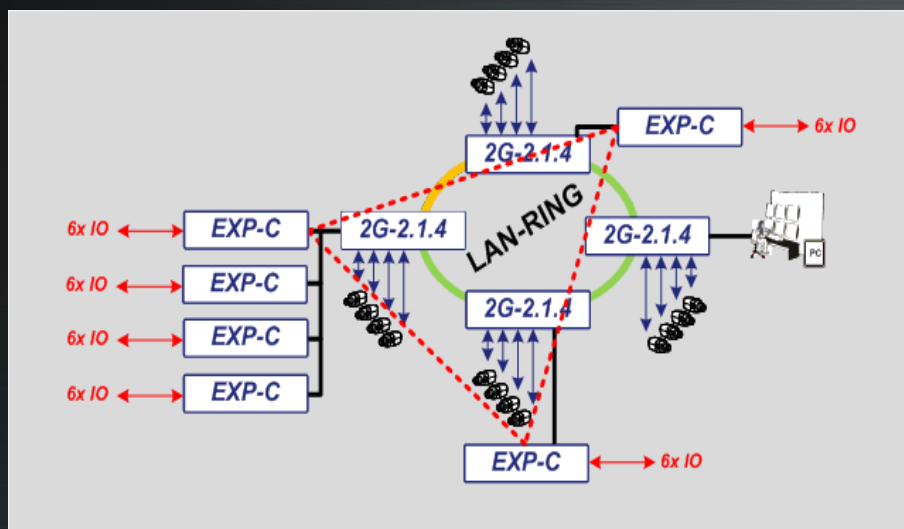 EXP-C
6x IO
2G-2.1.4
LAN-RING
6x IO
EXP-C
2G-2.1.4
2G-2.1.4
PC
6x IO
EXP-C
2G-2.1.4
6x IO
EXP-C
6x IO
EXP-C
EXP-C
6x IO